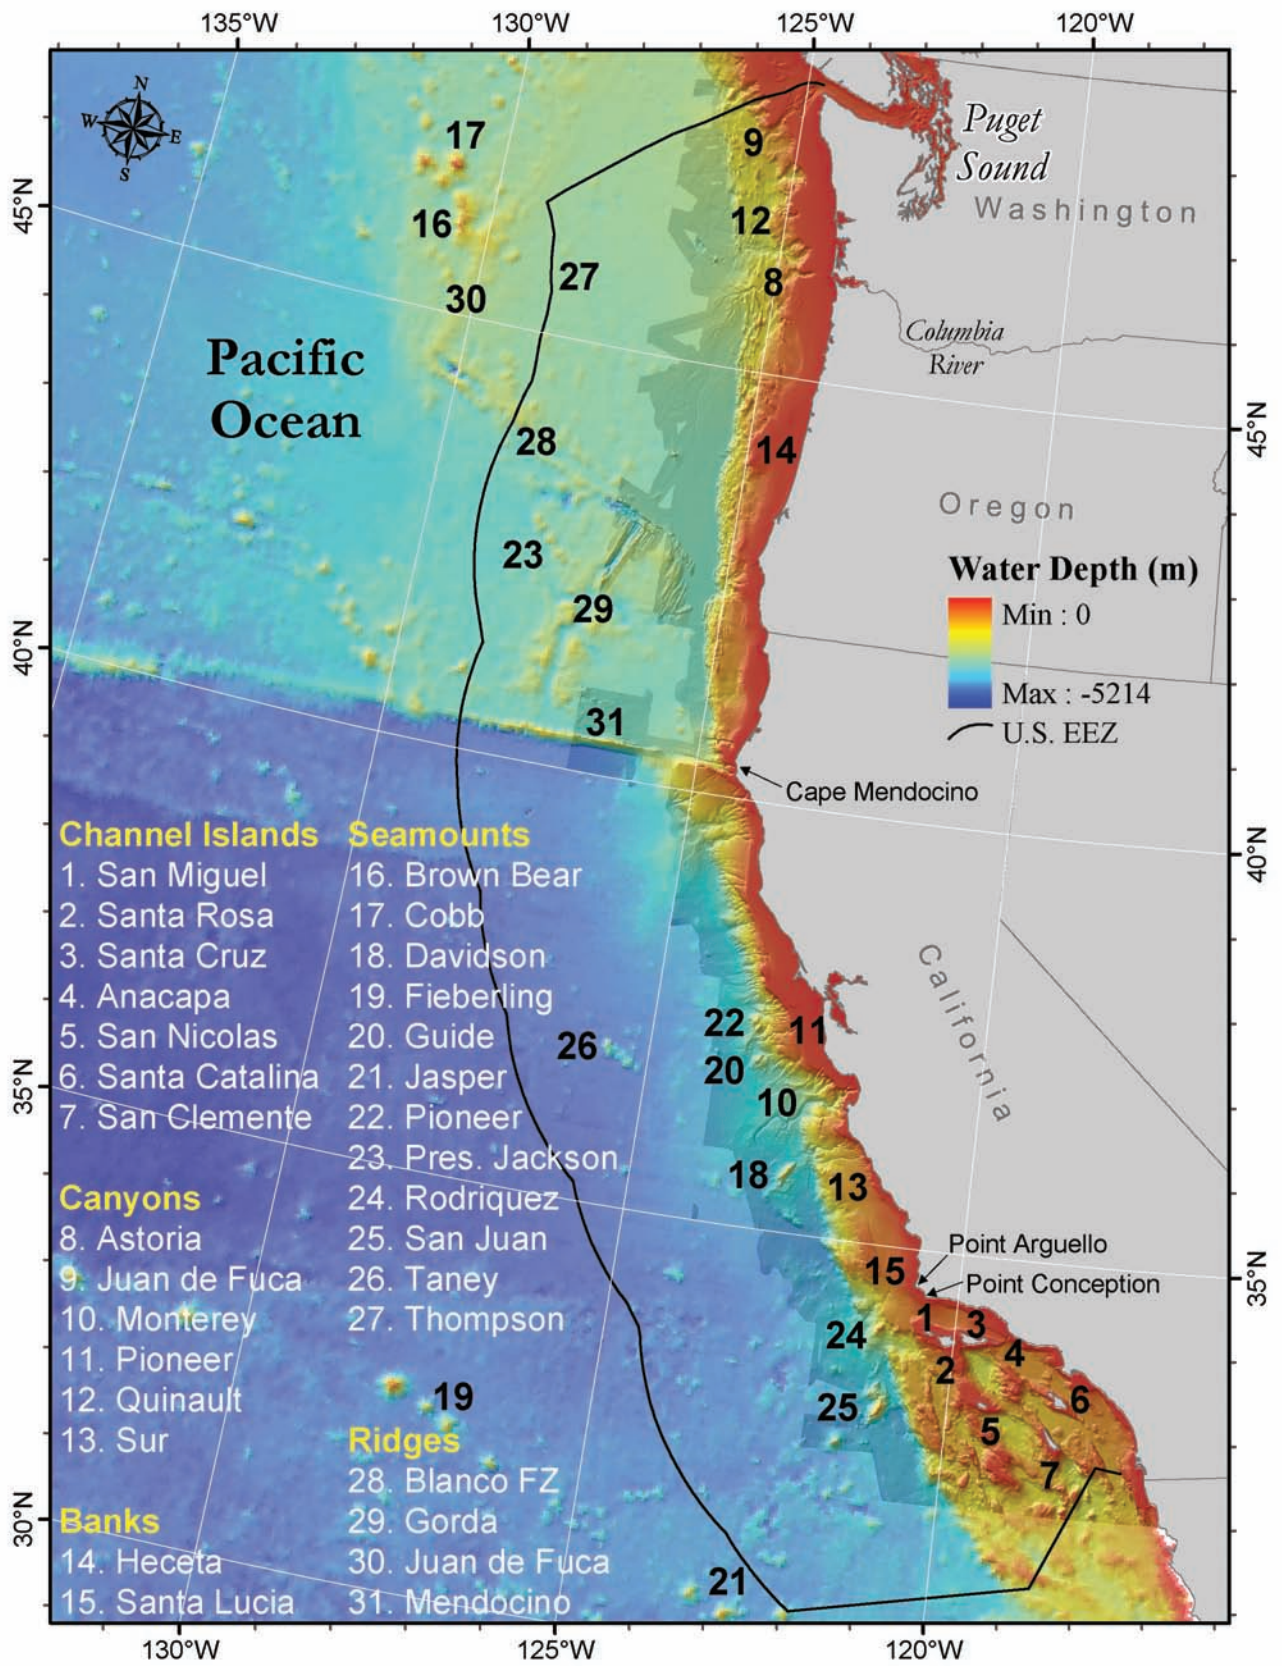 135°W 130°W 125°W 120°W
N
W E
S
17
9
Puget
Sound
45°N
16
12
Washington
27
8
30
Columbia
River
Pacific
Ocean
28
14
45°N
Oregon
23
Water Depth (m)
29
Min : 0
40°N
Max : -5214
31
U.S. EEZ
Cape Mendocino
40°N
Channel Islands
1. San Miguel
2. Santa Rosa
3. Santa Cruz
4. Anacapa
5. San Nicolas
6. Santa Catalina
7. San Clemente
Canyons
8. Astoria
9. Juan de Fuca
10. Monterey
11. Pioneer
12. Quinault
13. Sur
Banks
14. Heceta
15. Santa Lucia
Seamounts
16. Brown Bear
17. Cobb
18. Davidson
19. Fieberling
20. Guide
21. Jasper
22. Pioneer
23. Pres. Jackson
24. Rodriquez
25. San Juan
26. Taney
27. Thompson
Ridges
28. Blanco FZ
29. Gorda
30. Juan de Fuca
31. Mendocino
California
22
11
26
20
35°N
10
18
13
Point Arguello
15
Point Conception
35°N
1
3
24
4
2
19
25
6
5
7
30°N
21
130°W 125°W 120°W